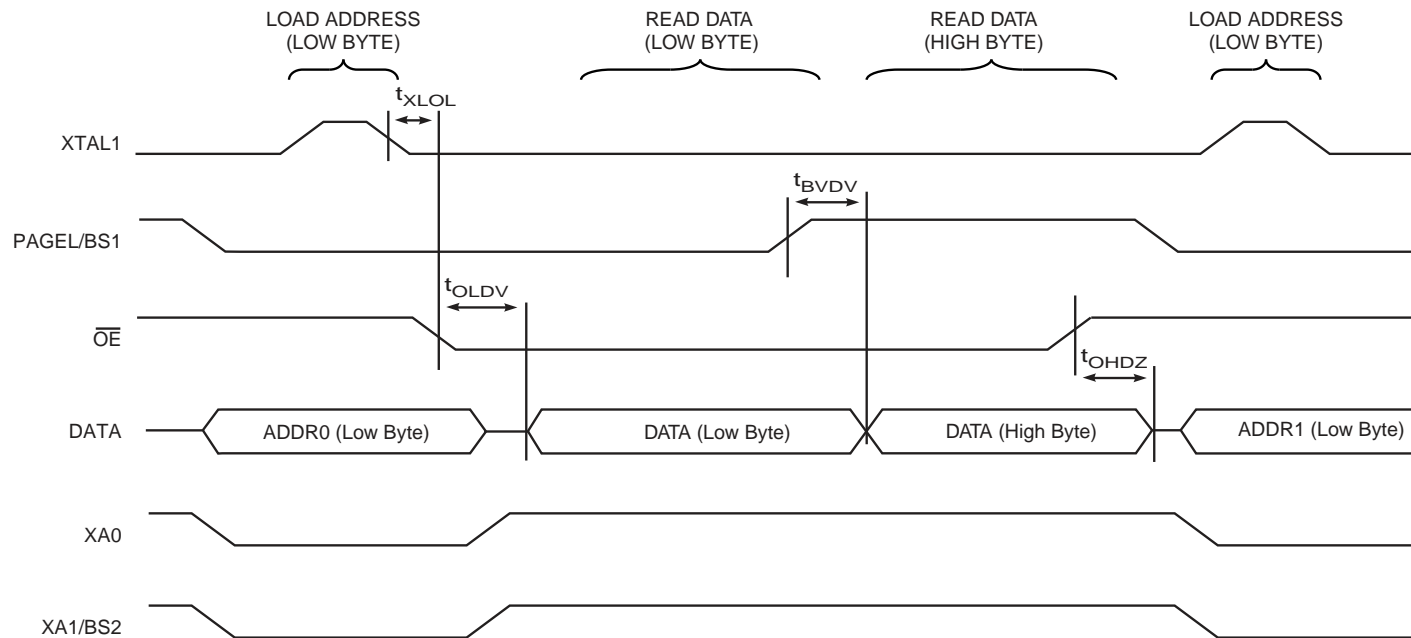 LOAD ADDRESS
(LOW BYTE)
READ DATA
(LOW BYTE)
READ DATA
(HIGH BYTE)
LOAD ADDRESS
(LOW BYTE)
tXLOL
XTAL1
tBVDV
PAGEL/BS1
tOLDV
OE
tOHDZ
DATA
ADDR0 (Low Byte)
DATA (Low Byte)
DATA (High Byte)
ADDR1 (Low Byte)
XA0
XA1/BS2